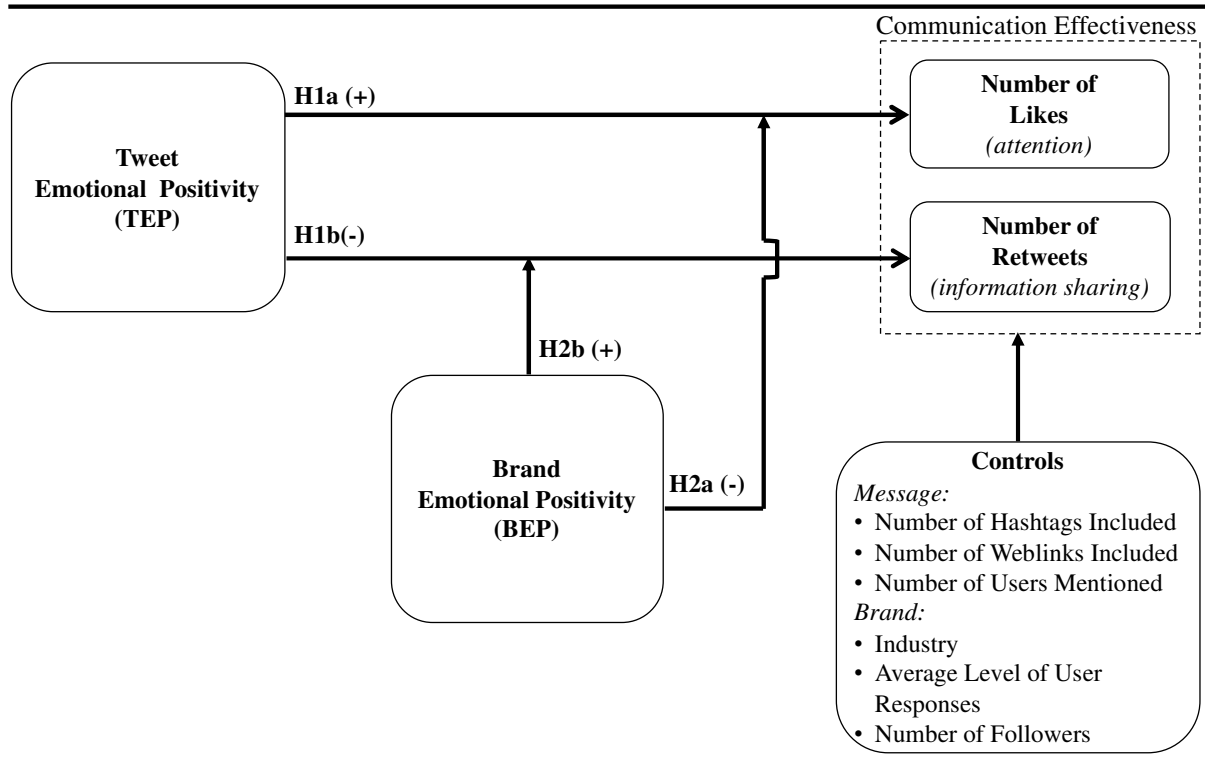 Communication Effectiveness
H1a (+)
Number of
Likes
(attention)
Tweet
Emotional Positivity
(TEP)
H1b(-)
Number of
Retweets
(information sharing)
H2b (+)
Brand
Emotional Positivity
(BEP)
H2a (-)
Controls
Message:
• Number of Hashtags Included
• Number of Weblinks Included
• Number of Users Mentioned
Brand:
• Industry
• Average Level of User
Responses
• Number of Followers